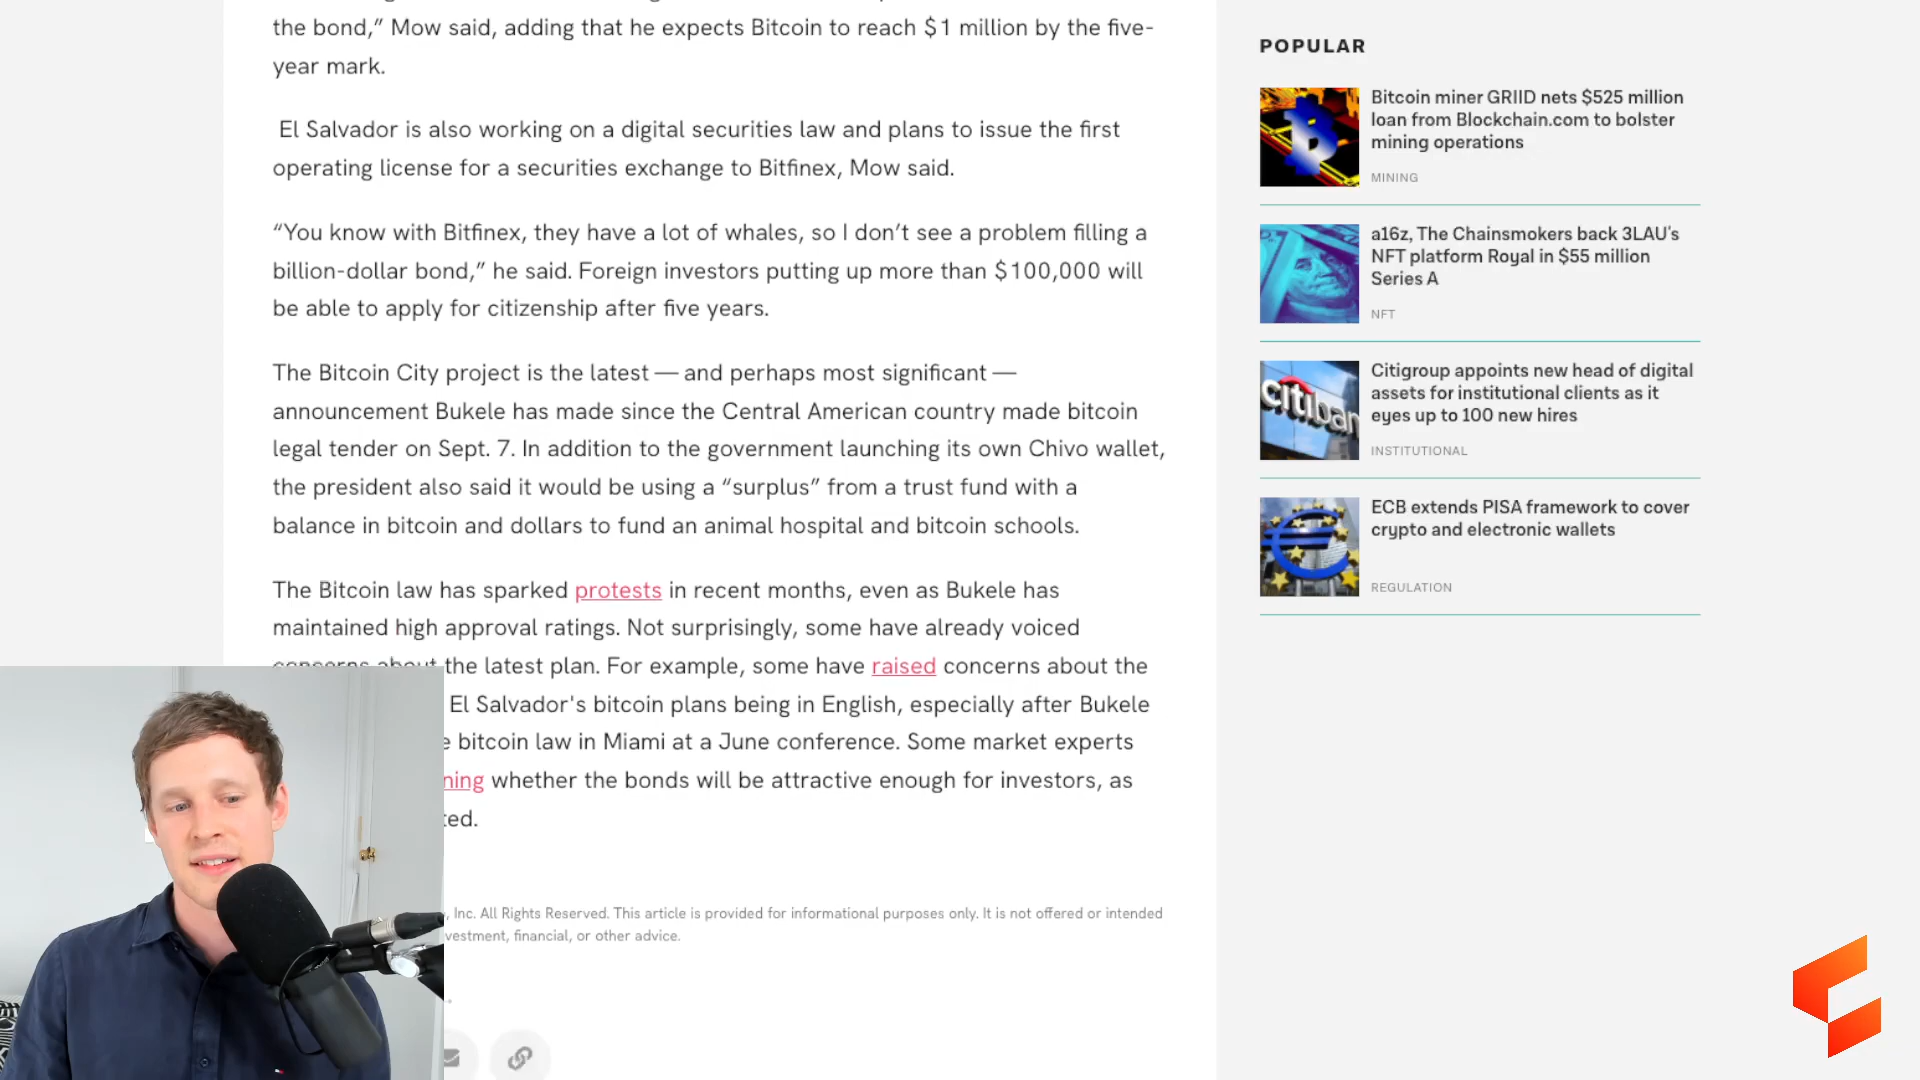 the bond,” Mow said, adding that he expects Bitcoin to reach $1 million by the five-
year mark.
El Salvador is also working on a digital securities law and plans to issue the first
operating license for a securities exchange to Bitfinex, Mow said.
“You know with Bitfinex, they have a lot of whales, so I don’t see a problem filling a
billion-dollar bond,” he said. Foreign investors putting up more than $100,000 will
be able to apply for citizenship after five years.
The Bitcoin City project is the latest — and perhaps most significant —
announcement Bukele has made since the Central American country made bitcoin
legal tender on Sept. 7. In addition to the government launching its own Chivo wallet,
the president also said it would be using a “surplus” from a trust fund with a
balance in bitcoin and dollars to fund an animal hospital and bitcoin schools.
The Bitcoin law has sparked protests in recent months, even as Bukele has
maintained high approval ratings. Not surprisingly, some have already voiced
concerns about the latest plan. For example, some have raised concerns about the
El Salvador's bitcoin plans being in English, especially after Bukele
bitcoin law in Miami at a June conference. Some market experts
whether the bonds will be attractive enough for investors, as
Inc. All Rights Reserved. This article is provided for informational purposes only. It is not offered or intended
financial, or other advice.
POPULAR
Bitcoin miner GRIID nets $525 million
loan from Blockchain.com to bolster
mining operations
MINING
a16z, The Chainsmokers back 3LAU's
NFT platform Royal in $55 million
Series A
NFT
citiban
Citigroup appoints new head of digital
assets for institutional clients as it
eyes up to 100 new hires
INSTITUTIONAL
ECB extends PISA framework to cover
crypto and electronic wallets
REGULATION